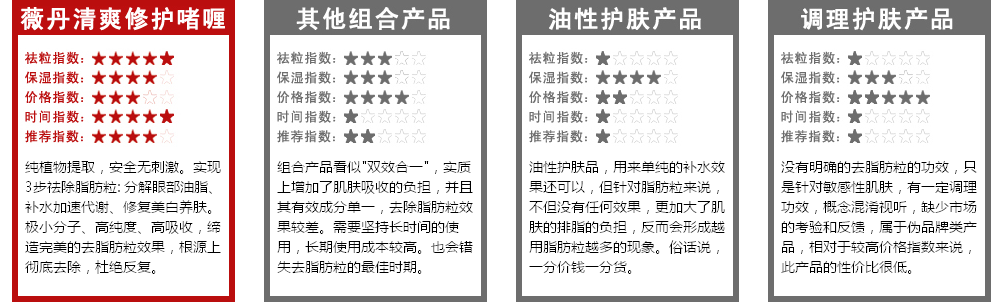 薇丹清爽修护啫喱
祛粒指数: ★★★★★
保湿指数: ★★★★☆
价格指数: ★★★☆☆
时间指数: ★★★★★
推荐指数: ★★★★☆
纯植物提取，安全无刺激。实现
3步祛除脂肪粒: 分解眼部油脂、
补水加速代谢、修复美白养肤。
极小分子、高纯度、高吸收，缔
造完美的去脂肪粒效果，根源上
彻底去除，杜绝反复。
其他组合产品
祛粒指数: ★★★☆☆
保湿指数: ★★★☆☆
价格指数: ★★★★☆
时间指数: ★☆☆☆☆
推荐指数: ★★☆☆☆
组合产品看似"双效合一"，实质
上增加了肌肤吸收的负担，并且
其有效成分单一，去除脂肪粒效
果较差。需要坚持长时间的使
用，长期使用成本较高。也会错
失去脂肪粒的最佳时期。
油性护肤产品
祛粒指数: ★☆☆☆☆
保湿指数: ★★★★☆
价格指数: ★★☆☆☆
时间指数: ★☆☆☆☆
推荐指数: ★☆☆☆☆
油性护肤品，用来单纯的补水效
果还可以，但针对脂肪粒来说，
不但没有任何效果，更加大了肌
肤的排脂的负担，反而会形成越
用脂肪粒越多的现象。俗话说，
一分价钱一分货。
调理护肤产品
祛粒指数: ★☆☆☆☆
保湿指数: ★★★☆☆
价格指数: ★★★★★
时间指数: ★☆☆☆☆
推荐指数: ★☆☆☆☆
没有明确的去脂肪粒的功效，只
是针对敏感性肌肤，有一定调理
功效，概念混淆视听，缺少市场
的考验和反馈，属于伪品牌类产
品，相对于较高价格指数来说，
此产品的性价比很低。